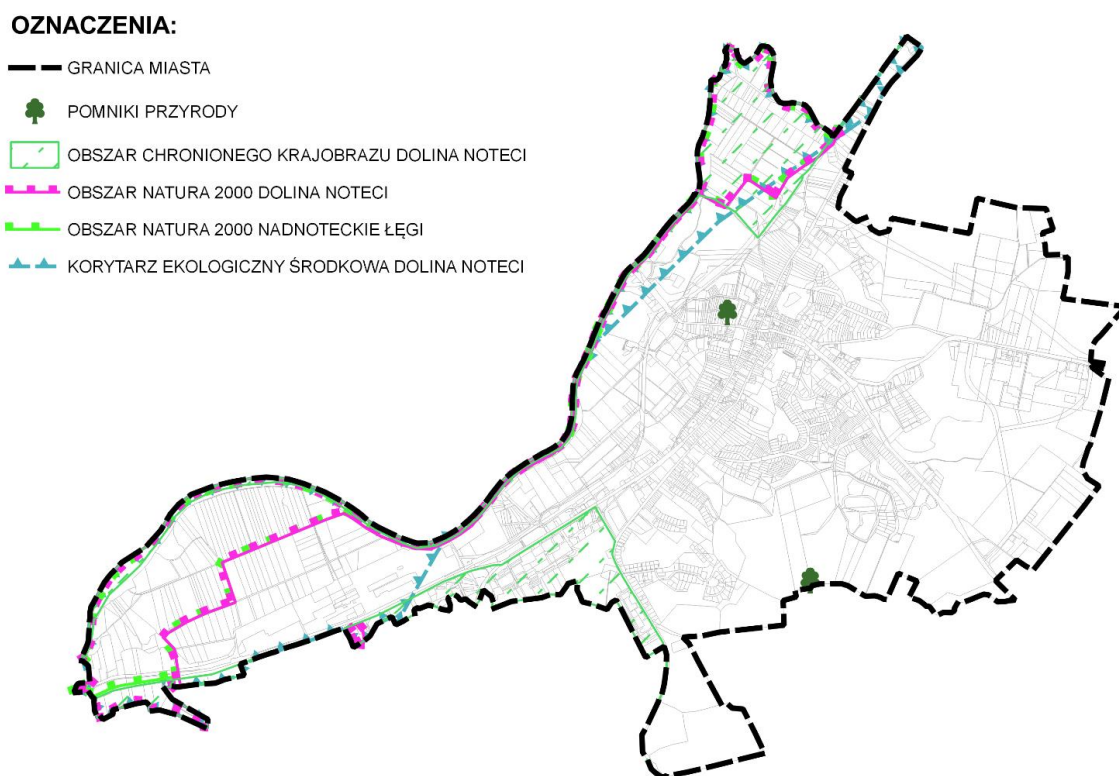 OZNACZENIA:
GRANICA MIASTA
POMNIKI PRZYRODY
OBSZAR CHRONIONEGO KRAJOBRAZU DOLINA NOTECI
OBSZAR NATURA 2000 DOLINA NOTECI
OBSZAR NATURA 2000 NADNOTECKIE ŁĘGI
KORYTARZ EKOLOGICZNY ŚRODKOWA DOLINA NOTECI